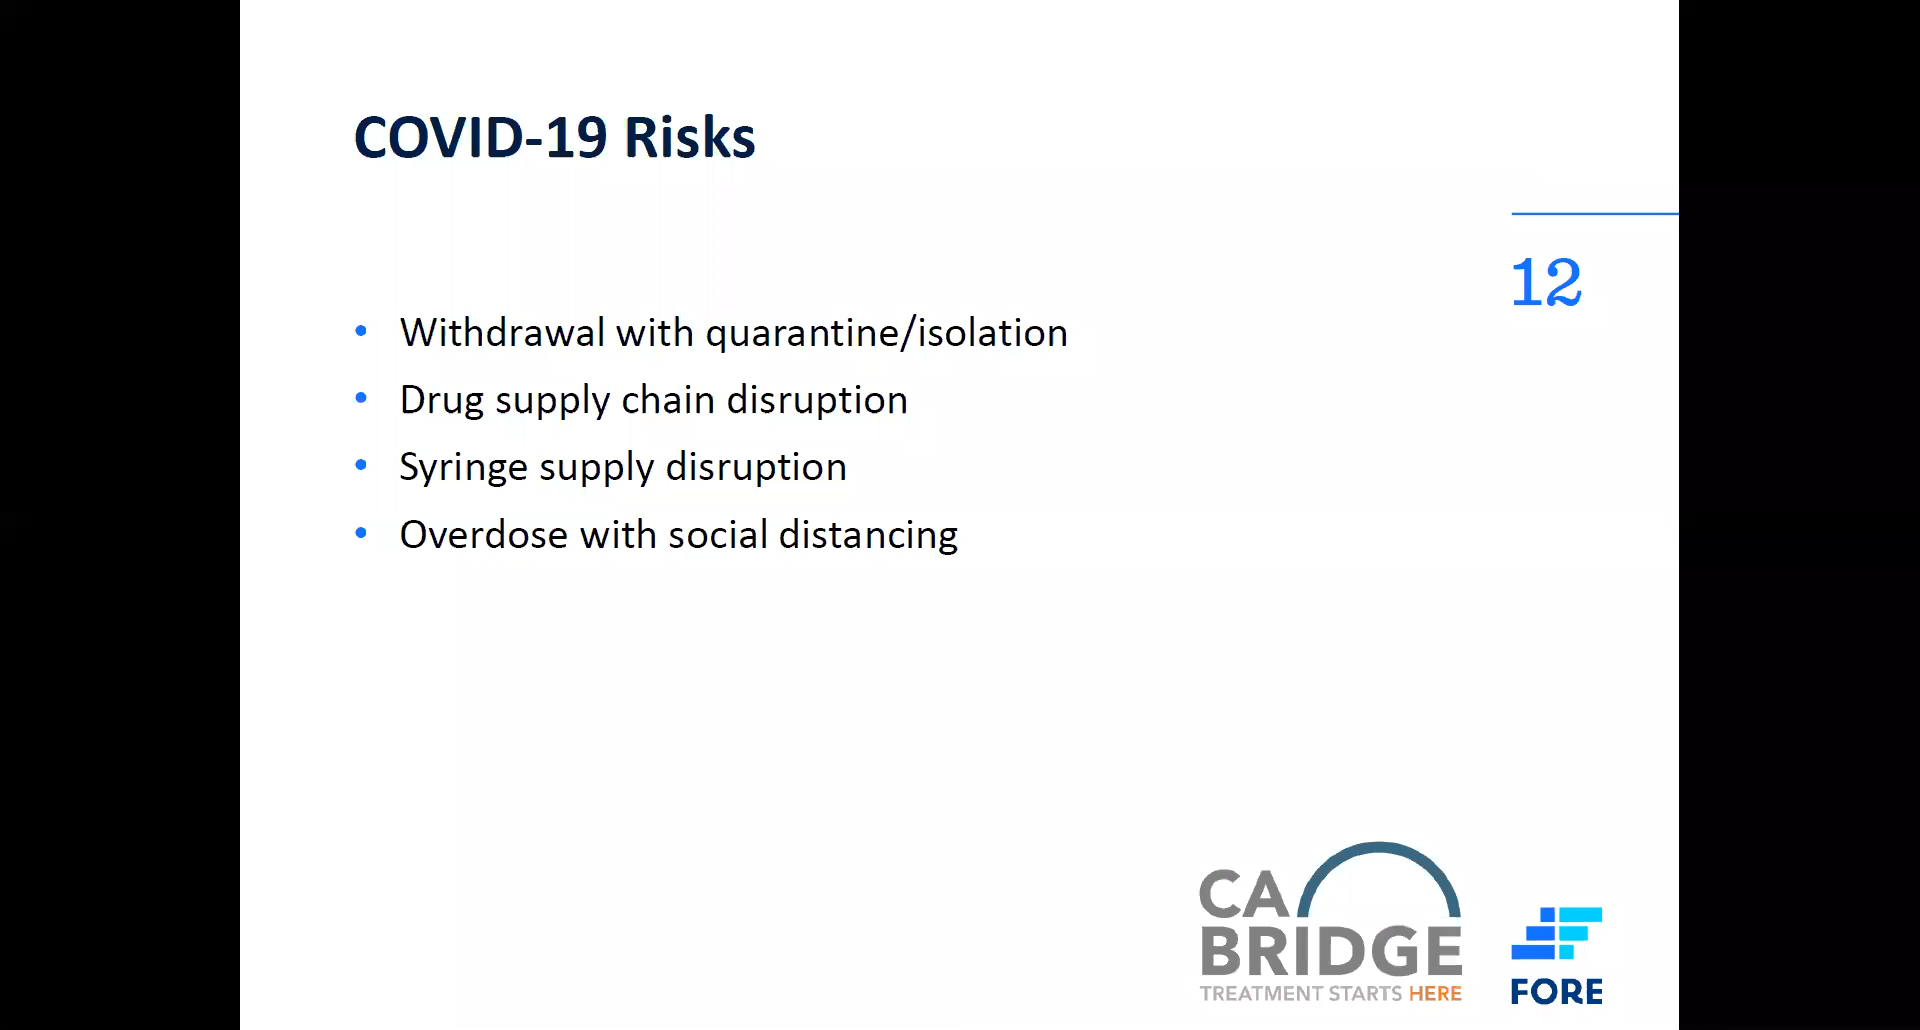 COVID-19 Risks
12
• Withdrawal with quarantine/isolation
• Drug supply chain disruption
• Syringe supply disruption
• Overdose with social distancing
CA
BRIDGE
TREATMENT STARTS HERE
FORE